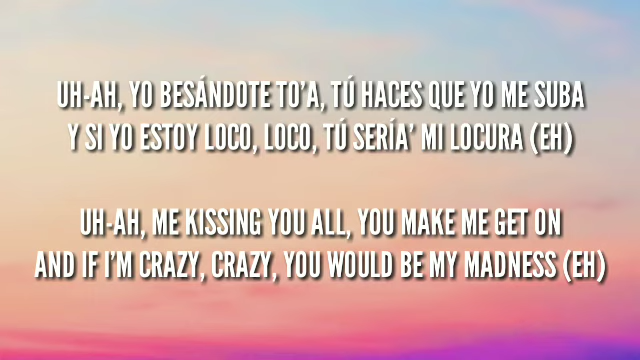 UH-AH, YO BESÁNDOTE TO'A, TÚ HACES QUE YO ME SUBA
Y SI YO ESTOY LOCO, LOCO, TÚ SERÍA' MI LOCURA (EH)
UH-AH, ME KISSING YOU ALL, YOU MAKE ME GET ON
AND IF I'M CRAZY, CRAZY, YOU WOULD BE MY MADNESS (EH)